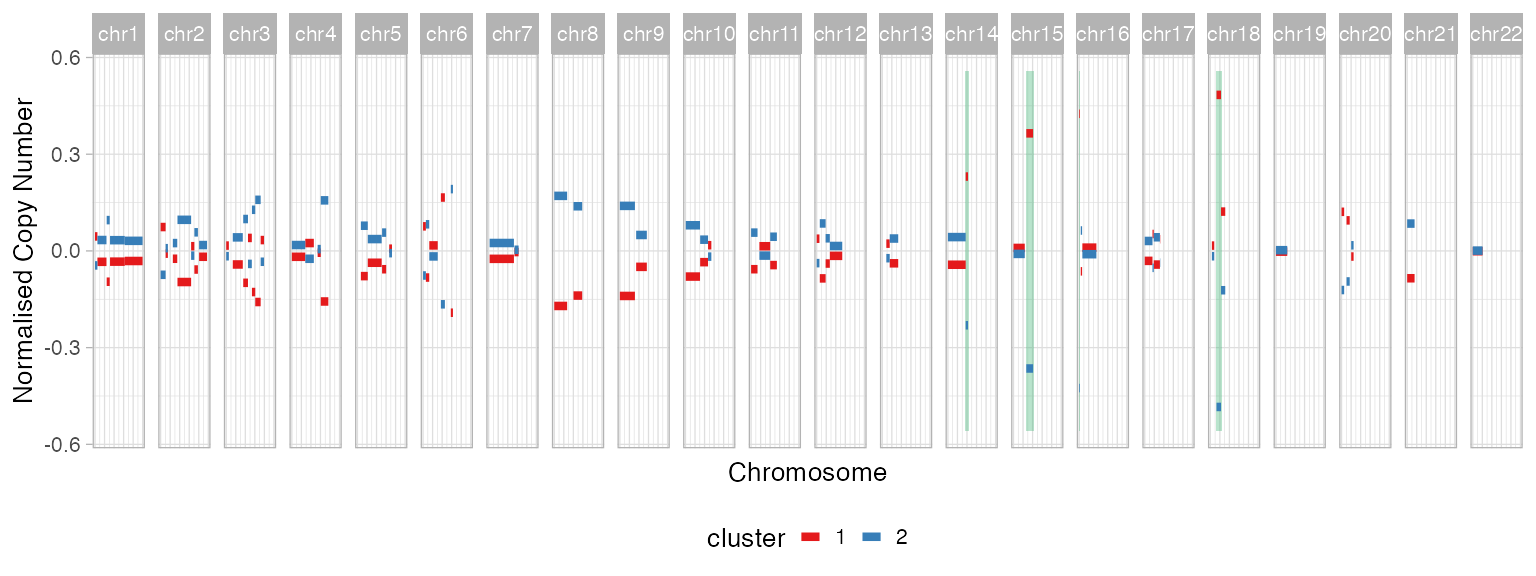 chr1 chr2 chr3 chr4 chr5 chr6 chr7 chr8 chr9 chr10 chr11 chr12 chr13 chr14 chr15 chr16 chr17 chr18 chr19 chr20 chr21 chr22
Normalised Copy Number
0.6
0.3
0.0
-0.3
-0.6
Chromosome
cluster 1 2